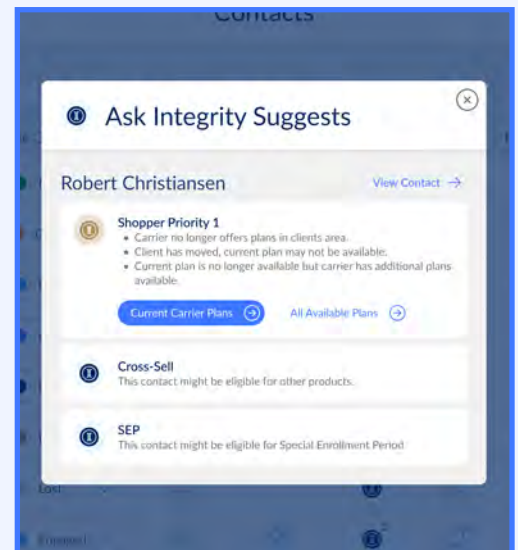 Contacts
Ask Integrity Suggests
Robert Christiansen
View Contact
Shopper Priority 1
• Carrier no longer offers plans in clients area.
• Client has moved, current plan may not be available.
• Current plan is no longer available but carrier has additional plans
available.
Current Carrier Plans
All Available Plans
Cross-Sell
This contact might be eligible for other products.
SEP
This contact might be eligible for Special Enrollment Period
Lost
Enrolled